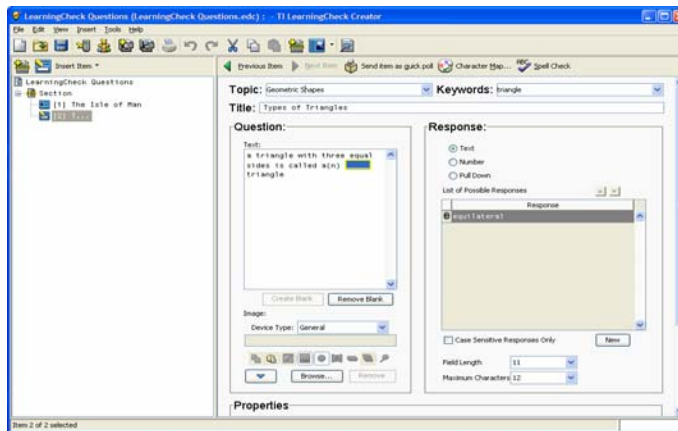 LearningCheck Questions (LearningCheck Questions.edc) : - TI LearningCheck Creator
File Edit View Insert Tools Help
Insert Item
Previous Item Next Item Send item as quick poll Character Map... ABC Spell Check
LearningCheck Questions
Section
[1] The Isle of Man
[2] T...
Topic: Geometric Shapes Keywords: triangle
Title: Types of Triangles
Question:
Text:
a triangle with three equal
sides is called a(n)
triangle
Create Blank Remove Blank
Image:
Device Type: General
Browse... Remove
Response:
Text
Number
Pull Down
List of Possible Responses
Response
equilateral
Case Sensitive Responses Only New
Field Length 11
Maximum Characters 12
Properties
Item 2 of 2 selected